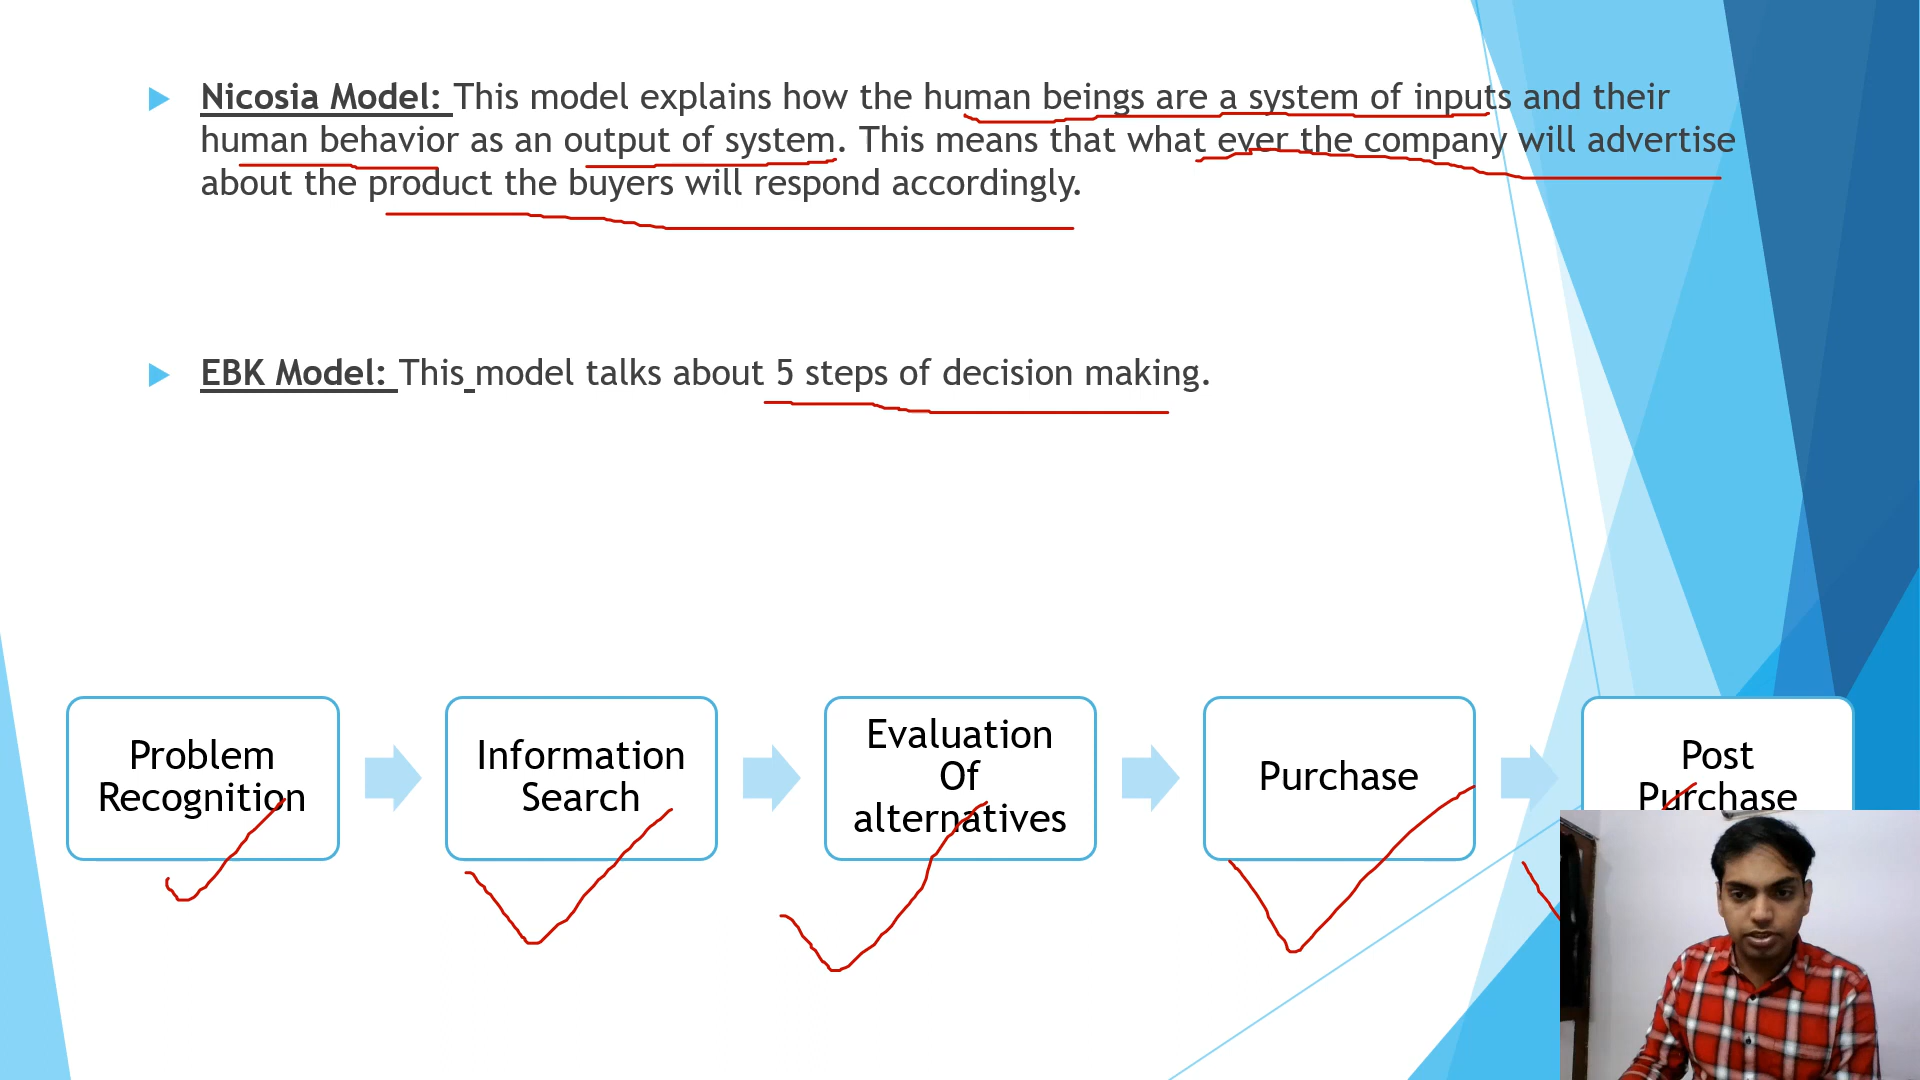 Nicosia Model: This model explains how the human beings are a system of inputs and their
human behavior as an output of system. This means that what ever the company will advertise
about the product the buyers will respond accordingly.
EBK Model: This model talks about 5 steps of decision making.
Problem
Recognition
Information
Search
Evaluation
Of
alternatives
Purchase
Post
Purchase